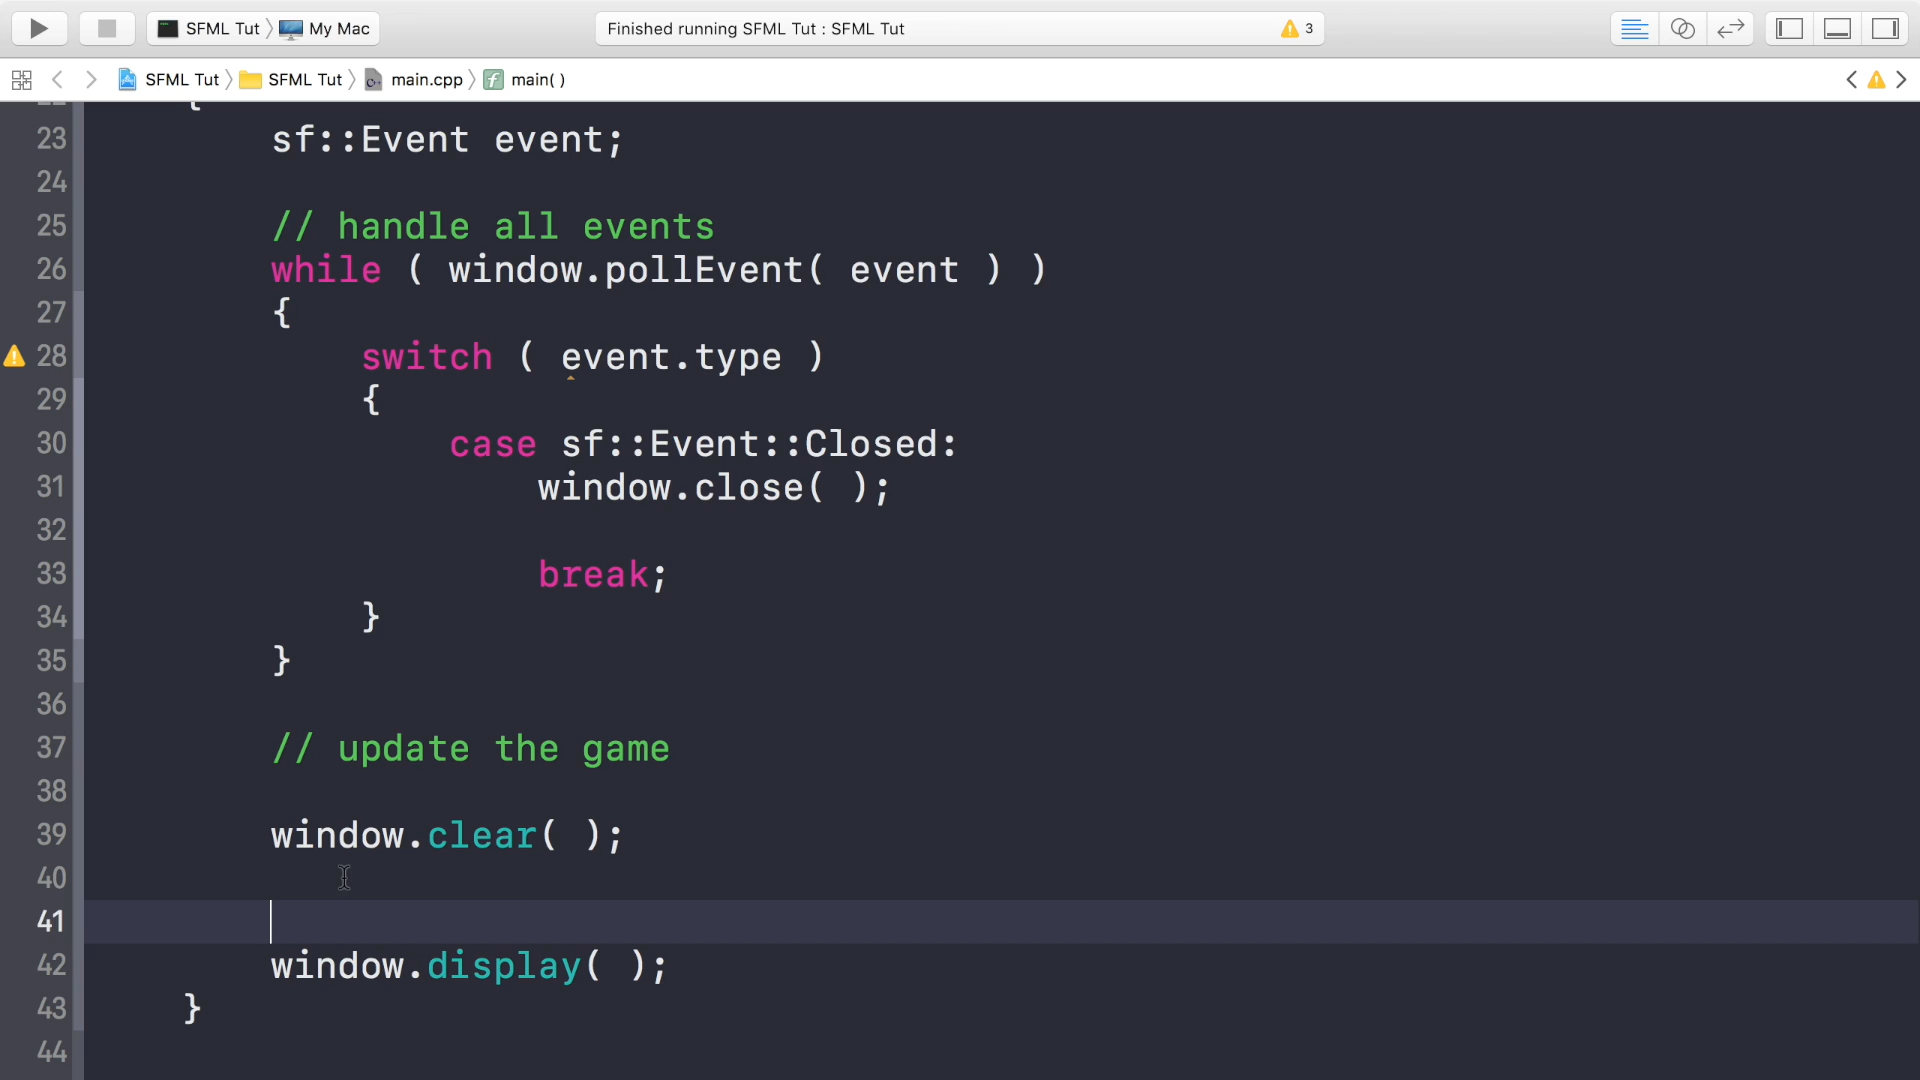 SFML Tut My Mac Finished running SFML Tut : SFML Tut 3
SFML Tut SFML Tut main.cpp main( )
23 sf::Event event;
24
25 // handle all events
26 while ( window.pollEvent( event ) )
27 {
28 switch ( event.type )
29 {
30 case sf::Event::Closed:
31 window.close( );
32
33 break;
34 }
35 }
36
37 // update the game
38
39 window.clear( );
40
41
42 window.display( );
43 }
44